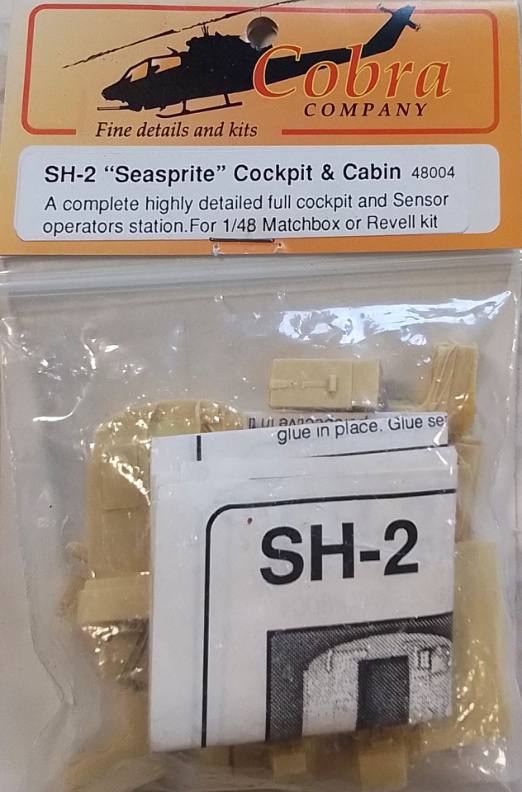 Cobra
COMPANY
Fine details and kits
SH-2 "Seasprite" Cockpit & Cabin 48004
A complete highly detailed full cockpit and Sensor
operators station.For 1/48 Matchbox or Revell kit
glue in place. Glue se
SH-2